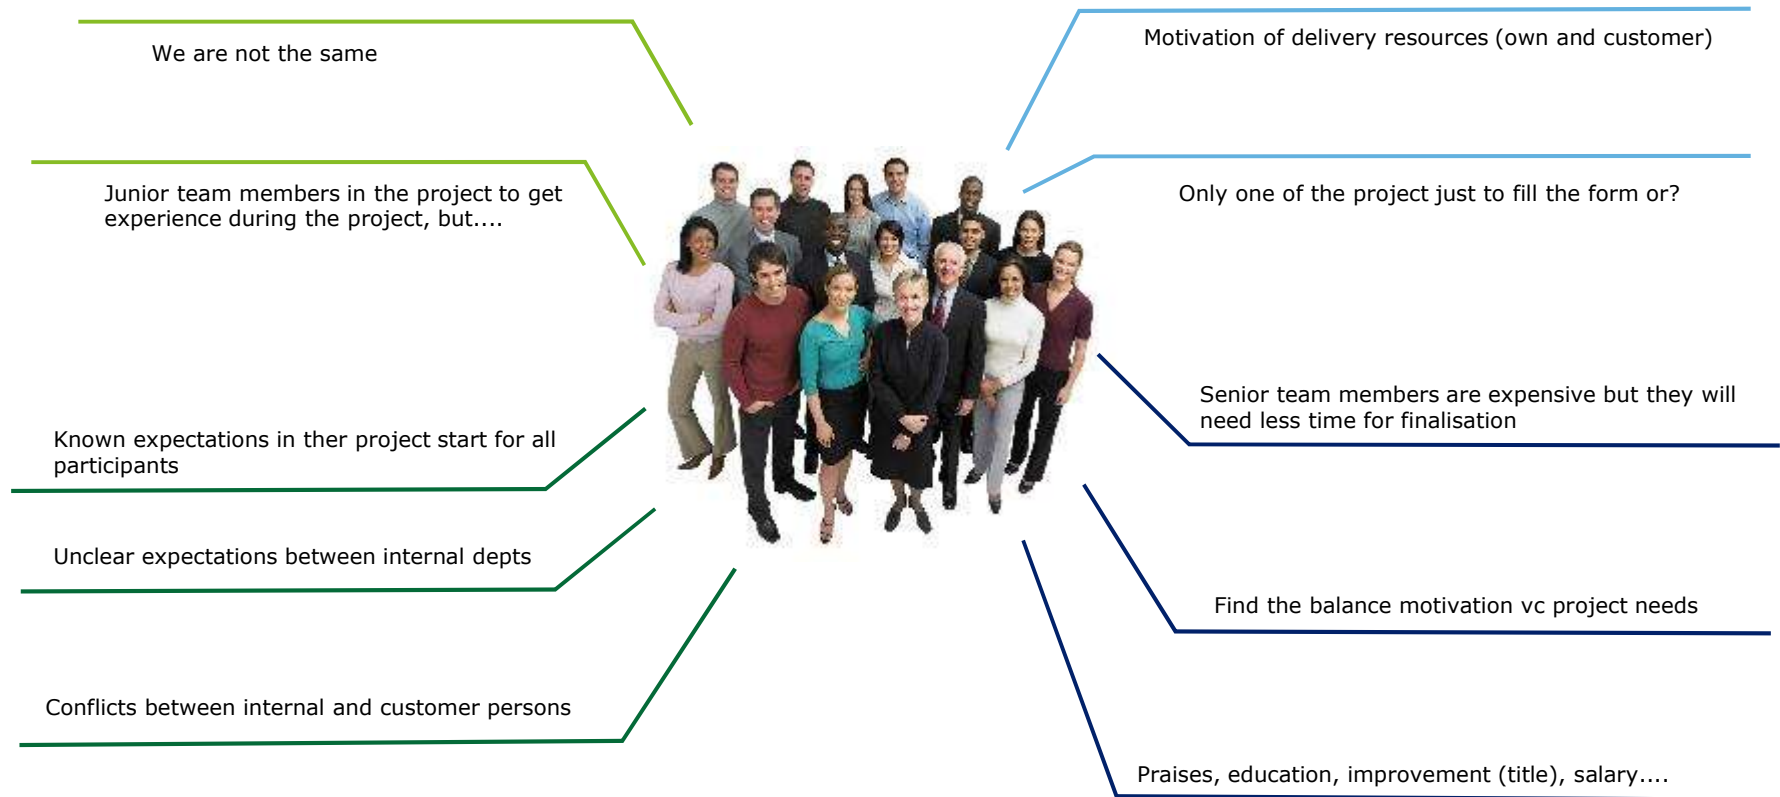 We are not the same
Junior team members in the project to get
experience during the project, but....
Known expectations in ther project start for all
participants
Unclear expectations between internal depts
Conflicts between internal and customer persons
Motivation of delivery resources (own and customer)
Only one of the project just to fill the form or?
Senior team members are expensive but they will
need less time for finalisation
Find the balance motivation vc project needs
Praises, education, improvement (title), salary....